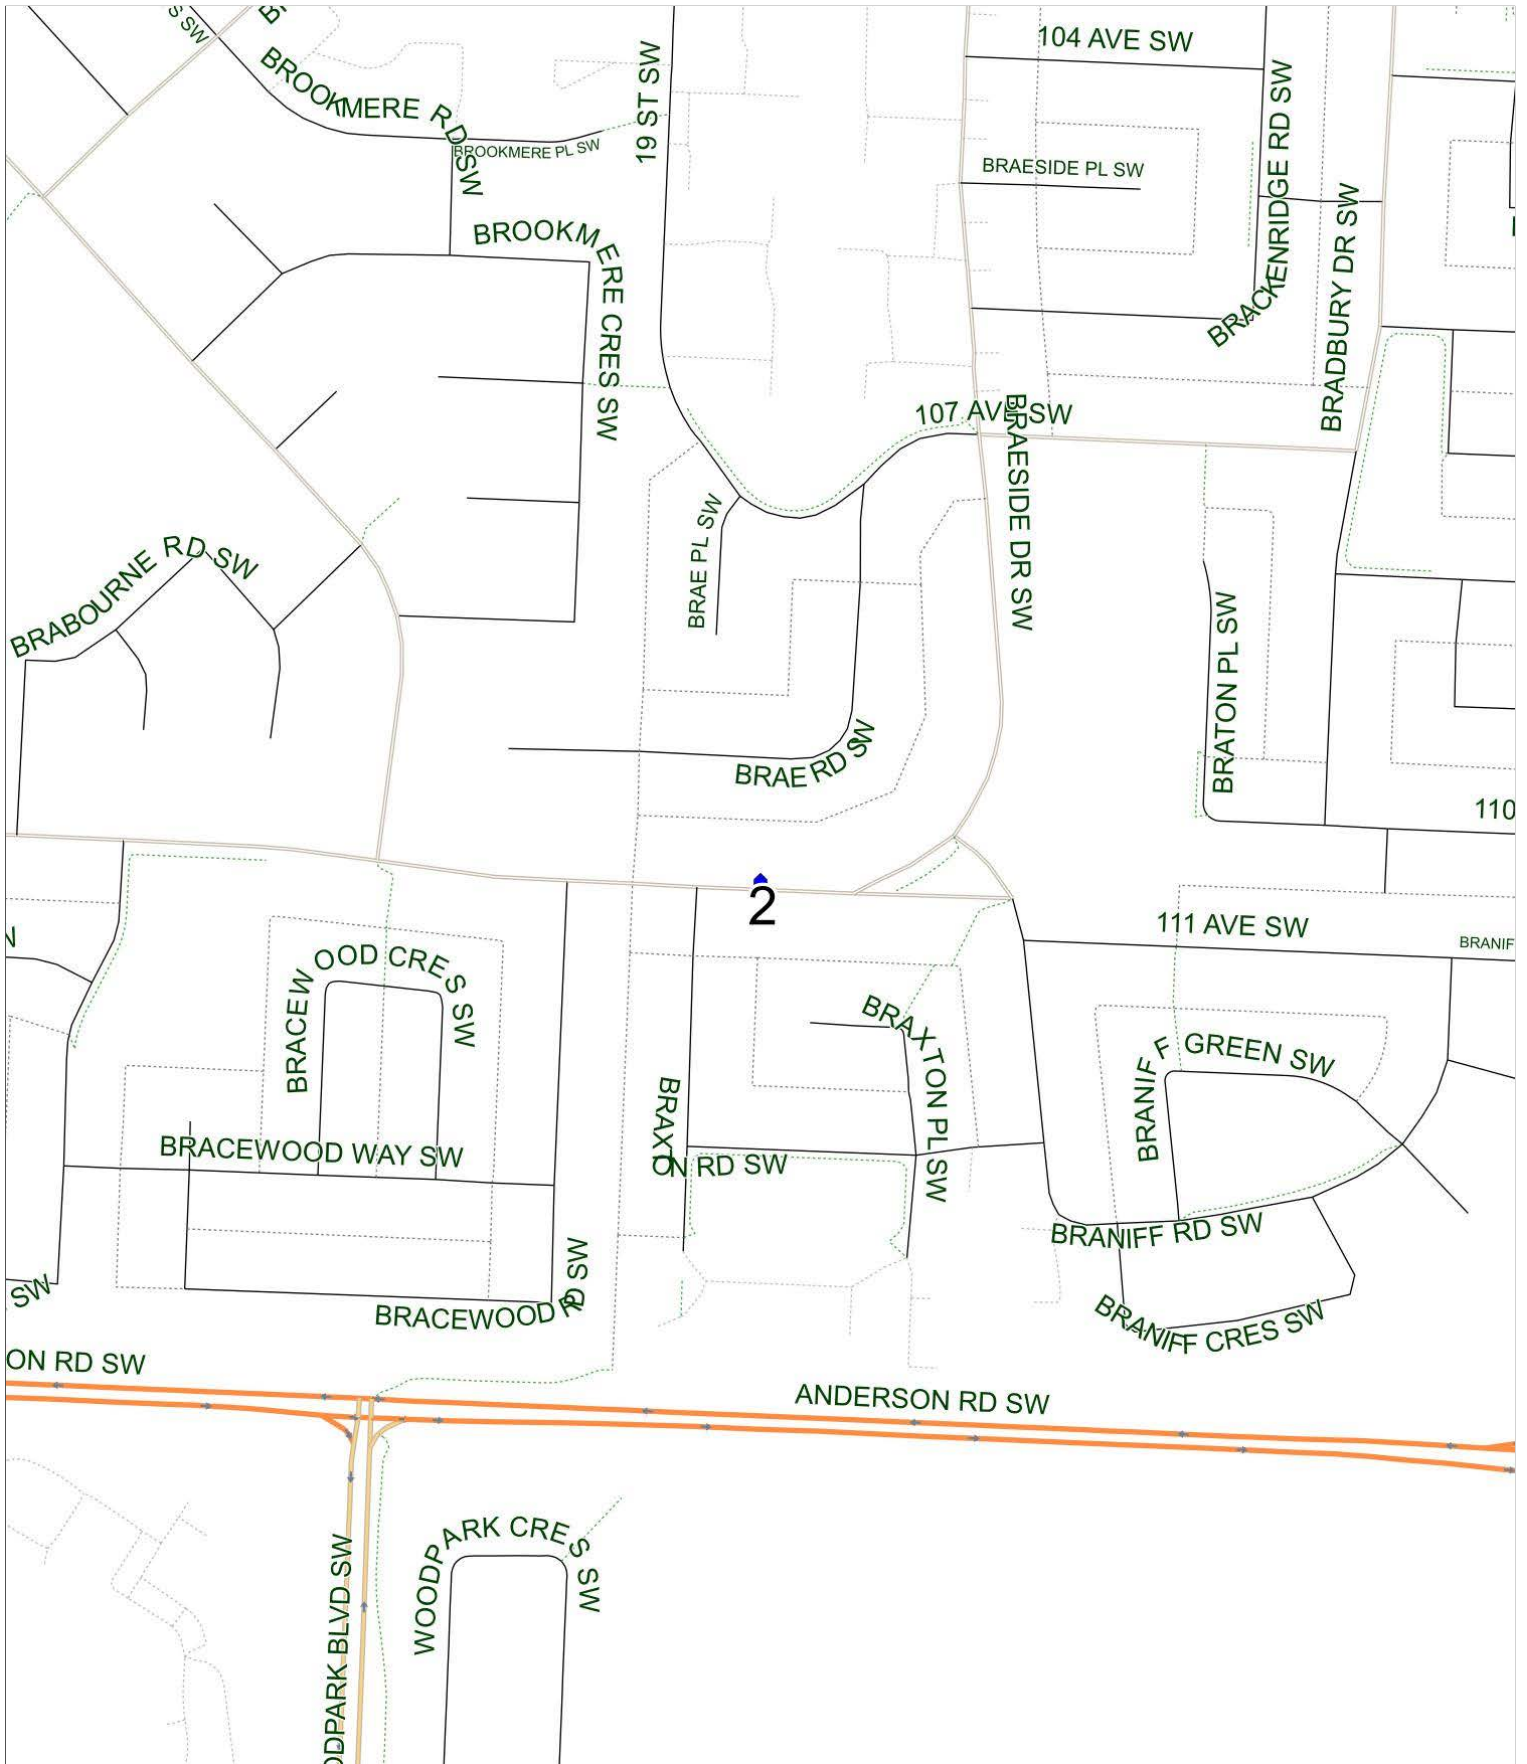 S SW
104 AVE SW
BROOKMERE RD SW
19 ST SW
BROOKMERE PL SW
BRAESIDE PL SW
BRACKENRIDGE RD SW
BRADBURY DR SW
BROOKMERE CRES SW
107 AVE SW
BRAESIDE DR SW
BRAE PL SW
BRABOURNE RD SW
BRATON PL SW
BRAE RD SW
110
2
111 AVE SW
BRANIF
BRACEWOOD CRES SW
BRAXTON PL SW
BRANIFF GREEN SW
BRACEWOOD WAY SW
BRAXTON RD SW
BRANIFF RD SW
SW
BRACEWOOD RD SW
BRANIFF CRES SW
ON RD SW
ANDERSON RD SW
WOODPARK CRES SW
ODPARK BLVD SW